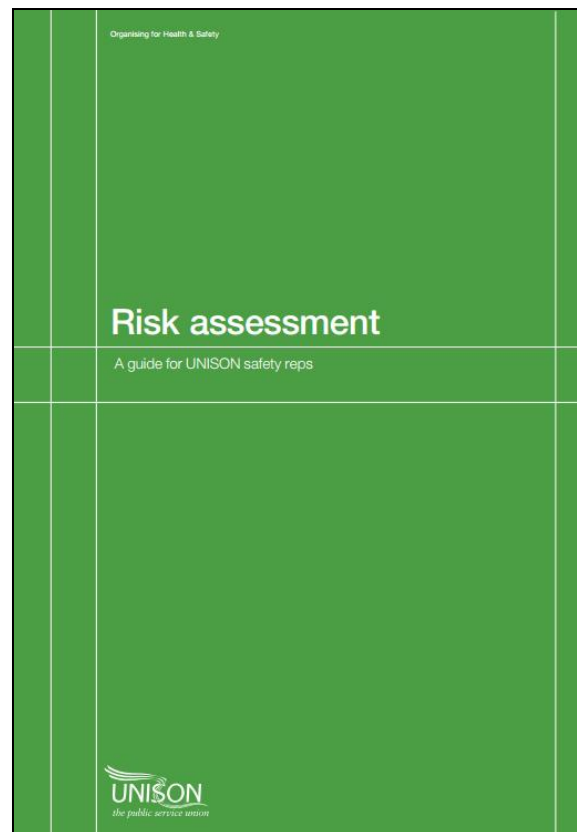 Organising for Health & Safety
Risk assessment
A guide for UNISON safety reps
UNISON
the public service union